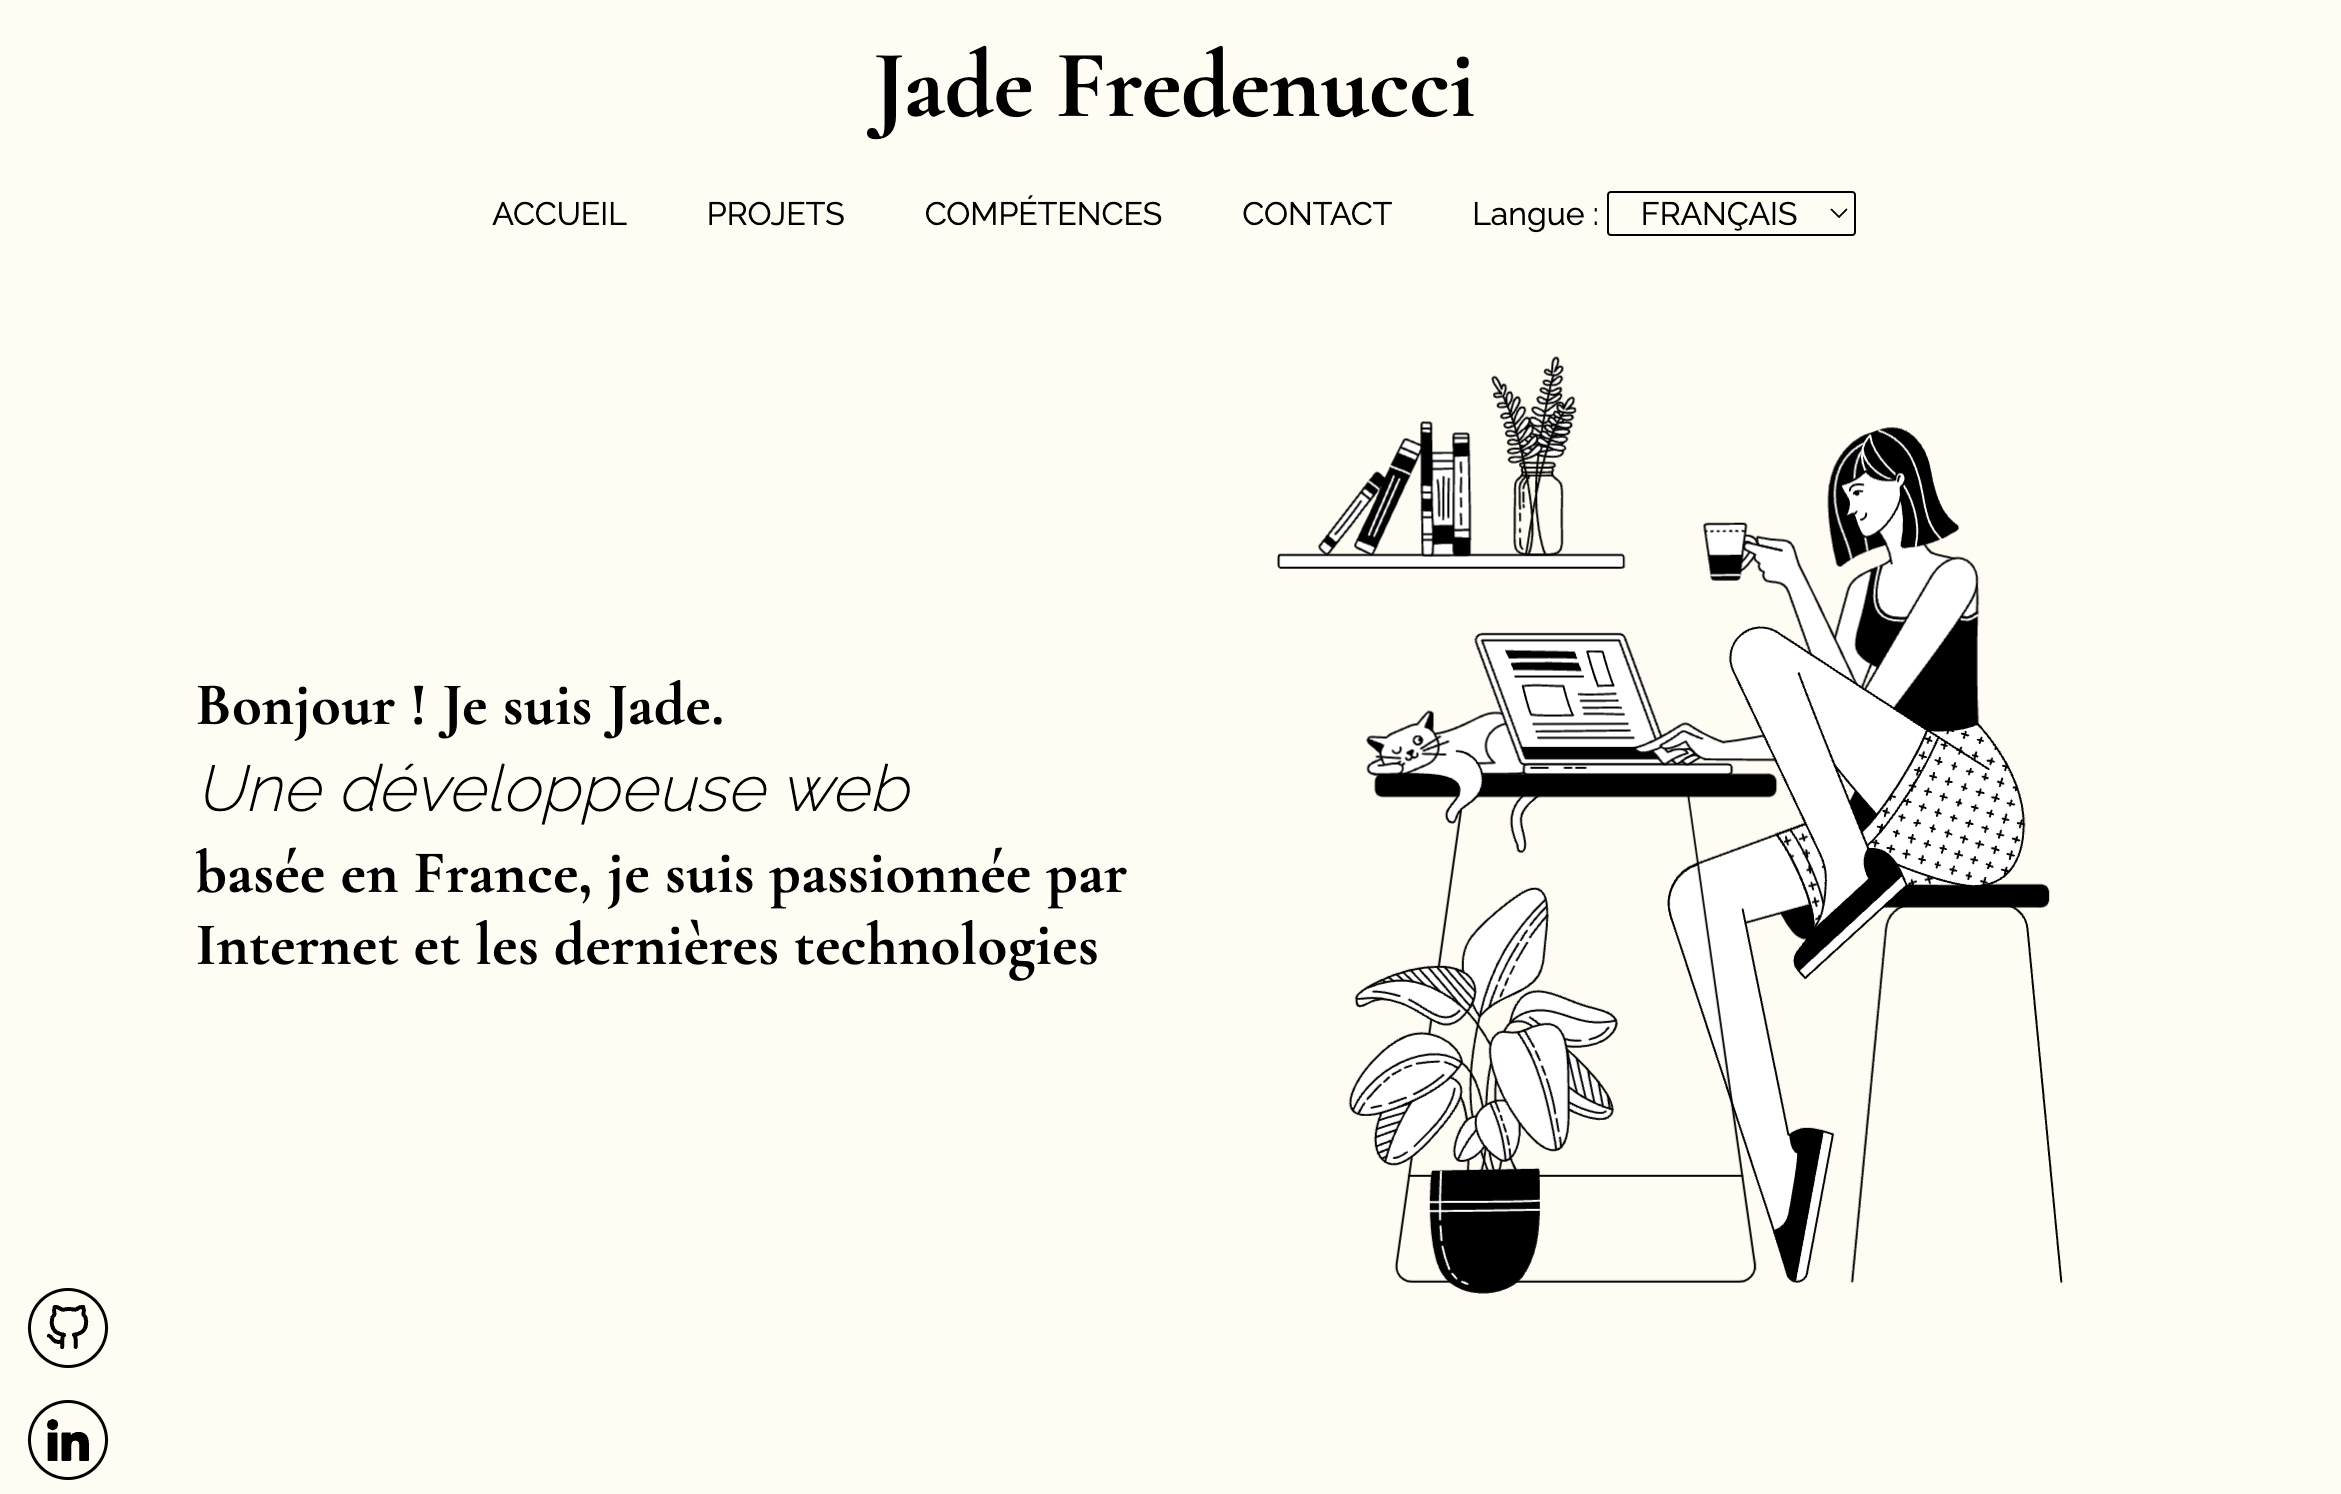 Jade Fredenucci
ACCUEIL PROJETS COMPÉTENCES CONTACT Langue : FRANÇAIS
Bonjour ! Je suis Jade.
Une développeuse web
basée en France, je suis passionnée par
Internet et les dernières technologies
in